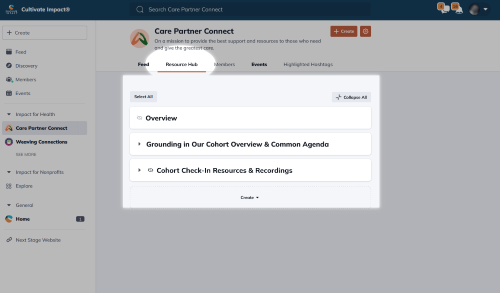 Cultivate Impact®
Search Care Partner Connect
+ Create
Feed
Discovery
Members
Events
Impact for Health
Care Partner Connect
Weaving Connections
Impact for Nonprofits
Explore
General
Home
Next Stage Website
Care Partner Connect
On a mission to provide the best support and resources to those who need
and give the greatest care.
+ Create
Feed Resource Hub Members Events Highlighted Hashtags
Select All
Collapse All
Overview
Grounding in Our Cohort Overview & Common Agenda
Cohort Check-In Resources & Recordings
Create